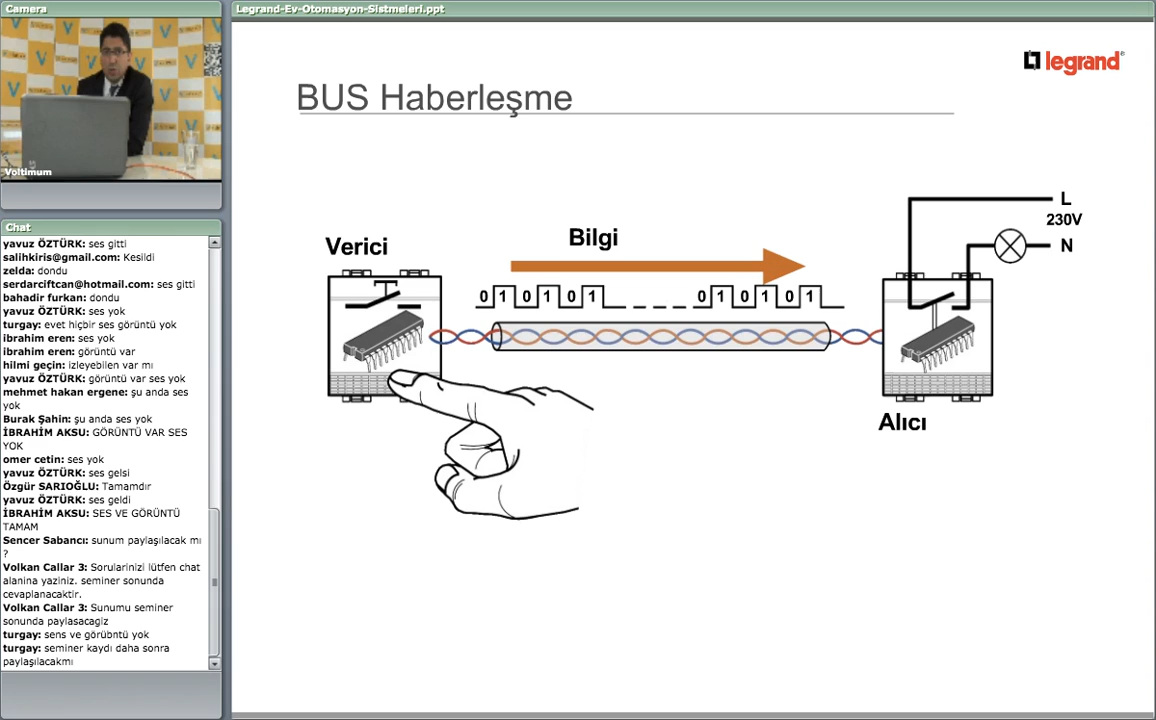 Camera
Voltimum
Chat
yavuz ÖZTÜRK: ses gitti
salihkiris@gmail.com: Kesildi
zelda: dondu
serdarciftcan@hotmail.com: ses gitti
bahadir furkan: dondu
yavuz ÖZTÜRK: ses yok
turgay: evet hiçbir ses görüntü yok
ibrahim eren: ses yok
ibrahim eren: görüntü var
hilmi geçin: izleyebilen var mı
yavuz ÖZTÜRK: görüntü var ses yok
mehmet hakan ergene: şu anda ses
yok
Burak Şahin: şu anda ses yok
İBRAHİM AKSU: GÖRÜNTÜ VAR SES
YOK
omer cetin: ses yok
yavuz ÖZTÜRK: ses gelsi
Özgür SARIOĞLU: Tamamdır
yavuz ÖZTÜRK: ses geldi
İBRAHİM AKSU: SES VE GÖRÜNTÜ
TAMAM
Sencer Sabancı: sunum paylaşılacak mı
?
Volkan Callar 3: Sorularinizi lütfen chat
alanina yaziniz. seminer sonunda
cevaplanacaktir.
Volkan Callar 3: Sunumu seminer
sonunda paylasacagiz
turgay: sens ve görübntü yok
turgay: seminer kaydı daha sonra
paylaşılacakmı
Legrand-Ev-Otomasyon-Sistmeleri.ppt
legrand®
BUS Haberleşme
L
230V
N
Verici
Bilgi
0 1 0 1 0 1 0 1 0 1 0 1
Alıcı